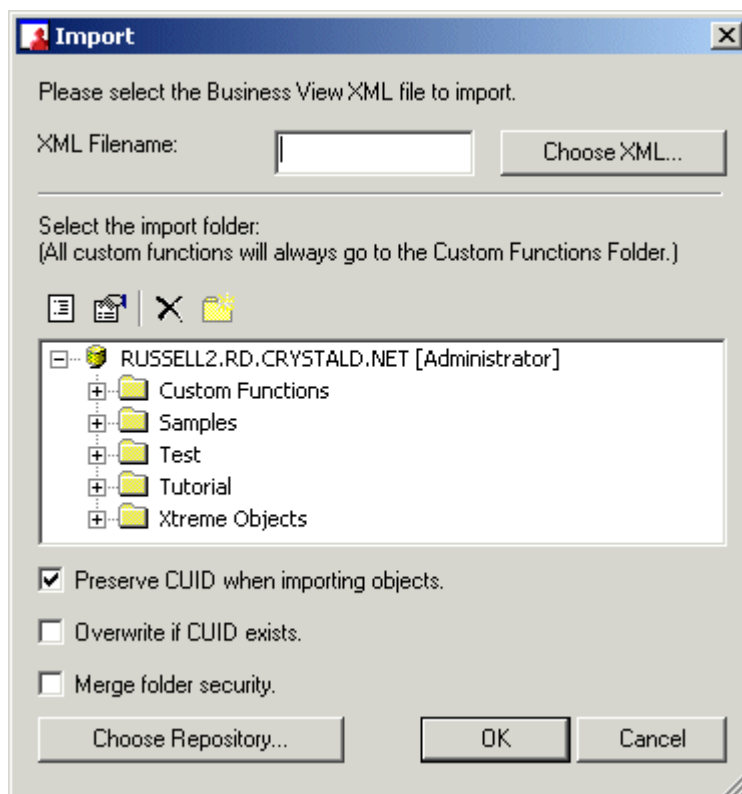 Import
Please select the Business View XML file to import.
XML Filename:
Choose XML...
Select the import folder:
(All custom functions will always go to the Custom Functions Folder.)
RUSSELL2.RD.CRYSTALD.NET [Administrator]
Custom Functions
Samples
Test
Tutorial
Xtreme Objects
Preserve CUID when importing objects.
Overwrite if CUID exists.
Merge folder security.
Choose Repository...
OK
Cancel